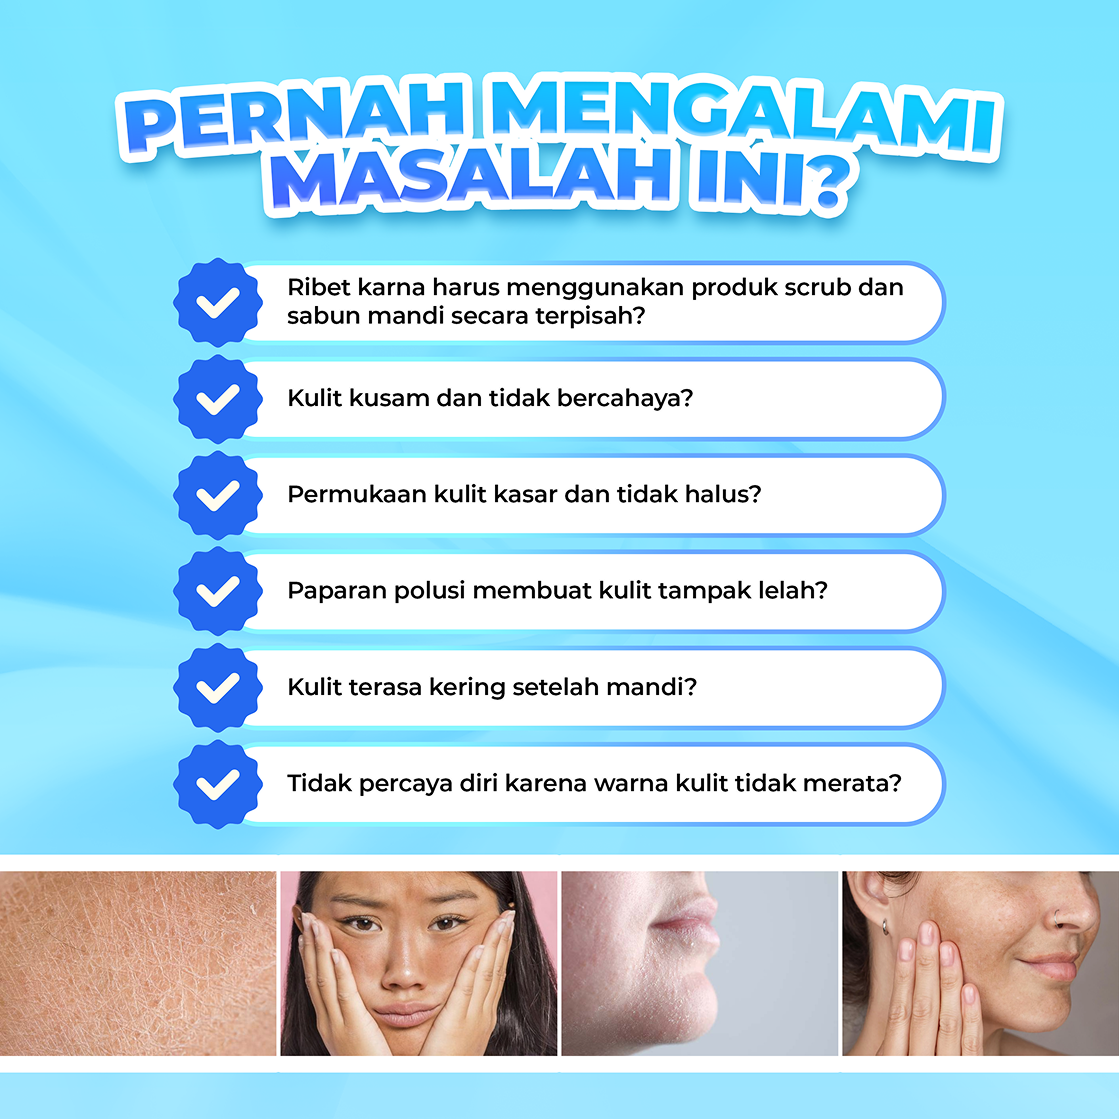 PERNAH MENGALAMI
MASALAH INI?
Ribet karna harus menggunakan produk scrub dan
sabun mandi secara terpisah?
Kulit kusam dan tidak bercahaya?
Permukaan kulit kasar dan tidak halus?
Paparan polusi membuat kulit tampak lelah?
Kulit terasa kering setelah mandi?
Tidak percaya diri karena warna kulit tidak merata?